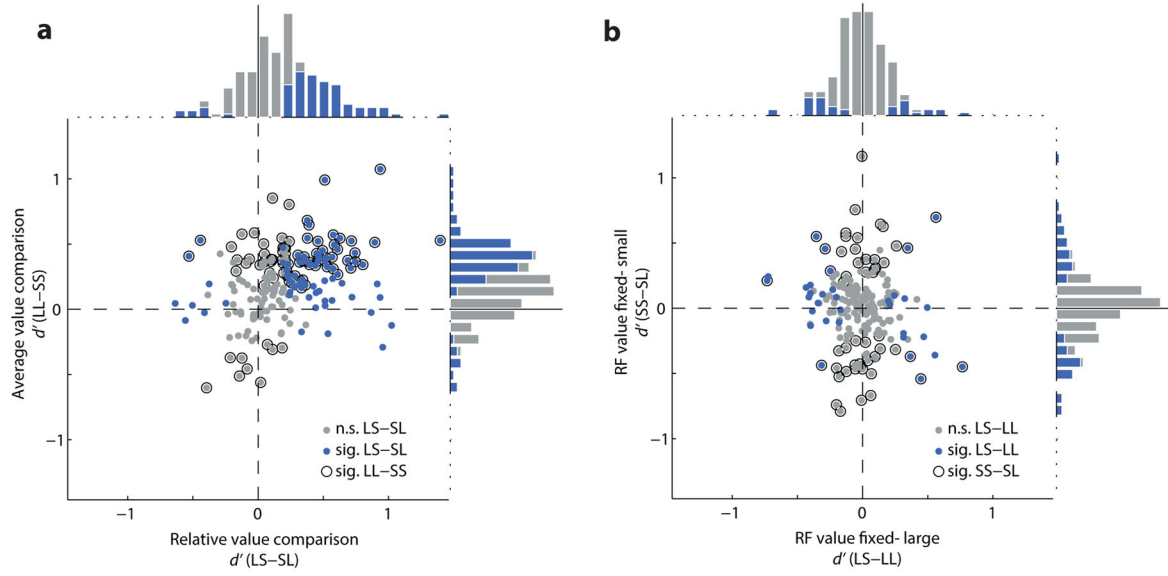 a
Average value comparison
d′ (LL−SS)
1
0
−1
n.s. LS−SL
sig. LS−SL
sig. LL−SS
−1
0
1
Relative value comparison
d′ (LS−SL)
b
RF value fixed- small
d′ (SS−SL)
1
0
−1
n.s. LS−LL
sig. LS−LL
sig. SS−SL
−1
0
1
RF value fixed- large
d′ (LS−LL)